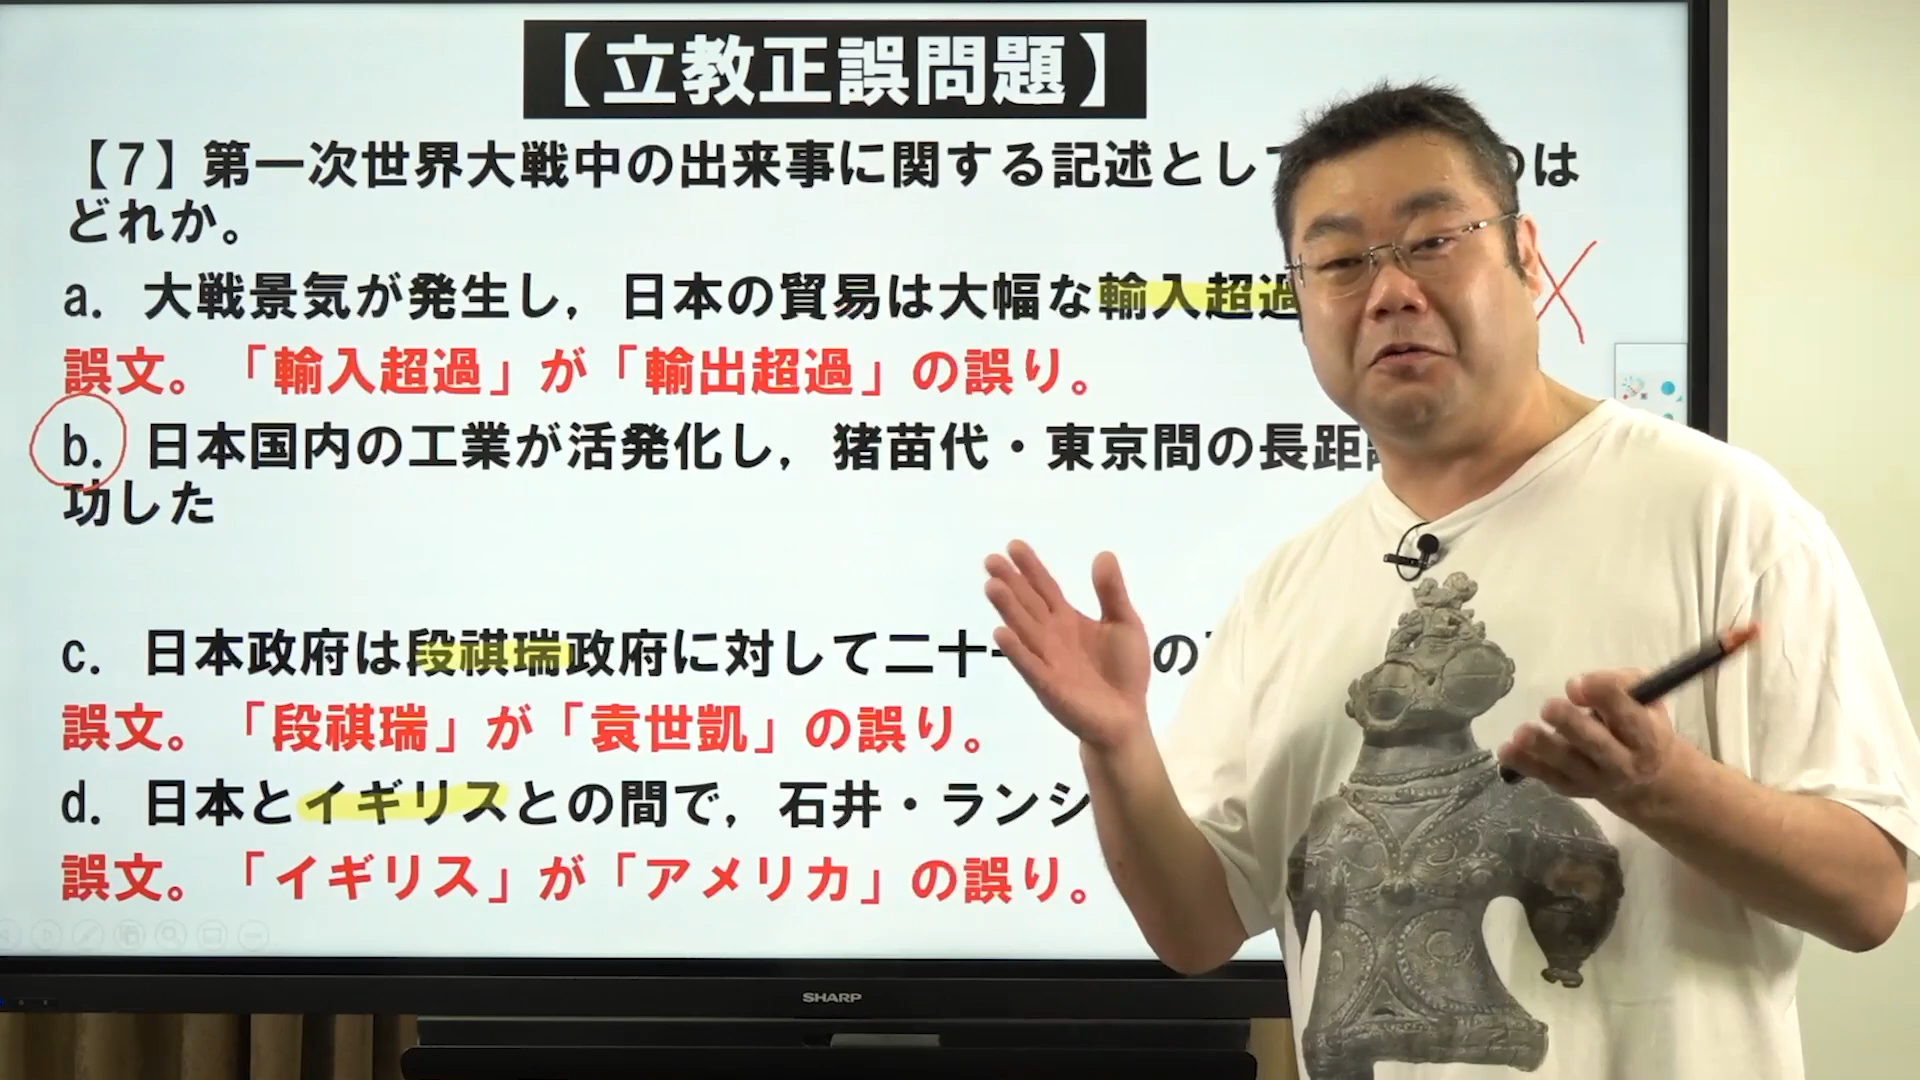 【立教正誤問題】
【7】第一次世界大戦中の出来事に関する記述として のは
どれか。
a. 大戦景気が発生し，日本の貿易は大幅な輸入超過
誤文。「輸入超過」が「輸出超過」の誤り。
b. 日本国内の工業が活発化し，猪苗代・東京間の長距
功した
c. 日本政府は段祺瑞政府に対して二十 の
誤文。「段祺瑞」が「袁世凱」の誤り。
d. 日本とイギリスとの間で，石井・ランシ
誤文。「イギリス」が「アメリカ」の誤り。
SHARP